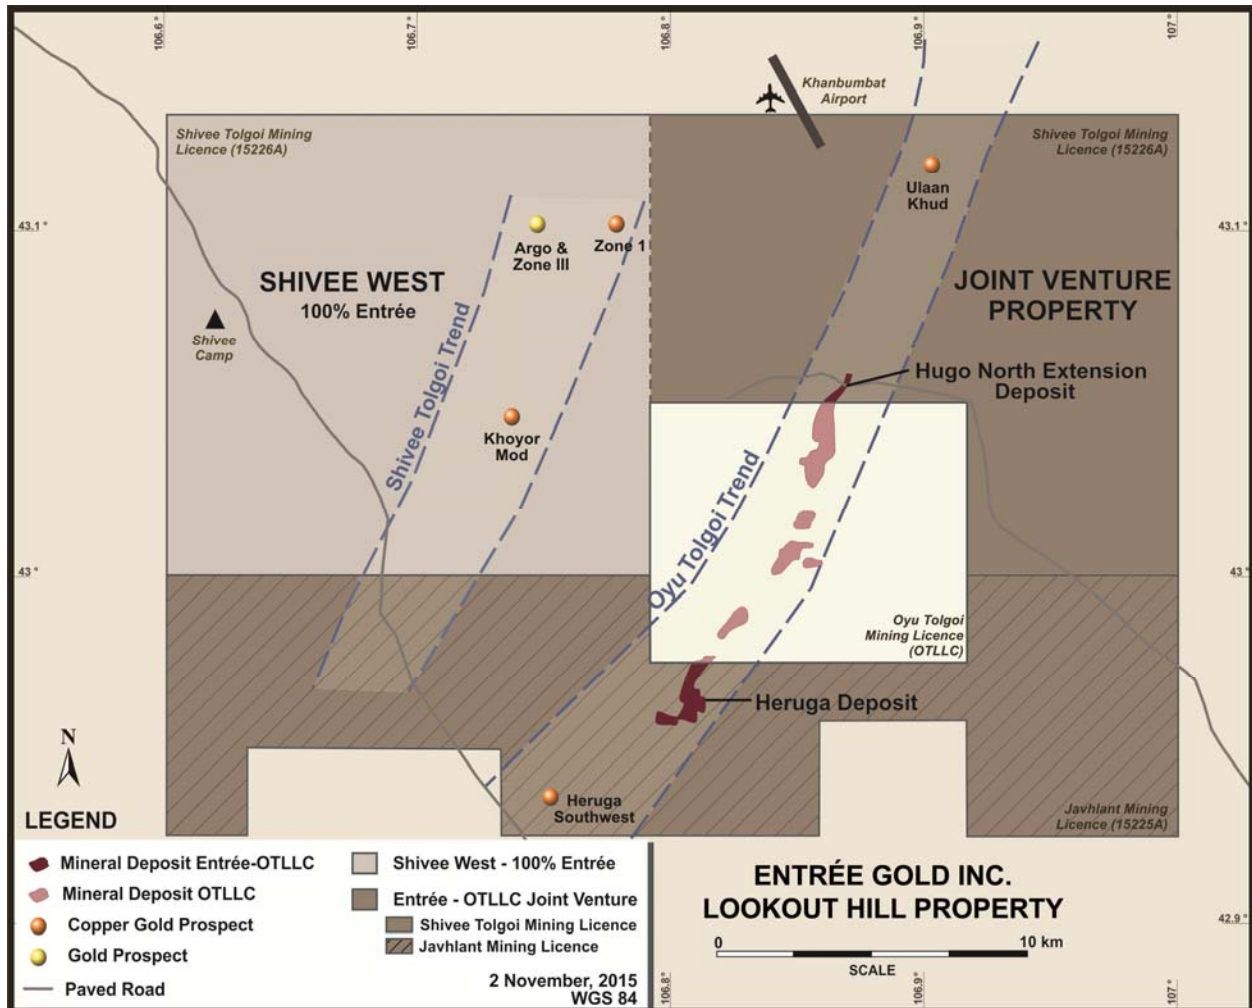 106.6 °
106.7 °
106.8 °
106.9 °
107 °
Khanbumbat
Airport
Shivee Tolgoi Mining
Licence (15226A)
Shivee Tolgoi Mining
Licence (15226A)
Ulaan
Khud
43.1 °
43.1 °
Argo &
Zone III
Zone 1
SHIVEE WEST
100% Entrée
JOINT VENTURE
PROPERTY
Shivee
Camp
Shivee Tolgoi Trend
Hugo North Extension
Deposit
Khoyor
Mod
Oyu Tolgoi Trend
43 °
43 °
Oyu Tolgoi
Mining Licence
(OTLLC)
Heruga Deposit
N
Heruga
Southwest
Javhlant Mining
Licence (15225A)
LEGEND
Mineral Deposit Entrée-OTLLC
Mineral Deposit OTLLC
Copper Gold Prospect
Gold Prospect
Paved Road
Shivee West - 100% Entrée
Entrée - OTLLC Joint Venture
Shivee Tolgoi Mining Licence
Javhlant Mining Licence
2 November, 2015
WGS 84
ENTRÉE GOLD INC.
LOOKOUT HILL PROPERTY
0 10 km
SCALE
42.9 °
106.8 °
106.9 °
107 °